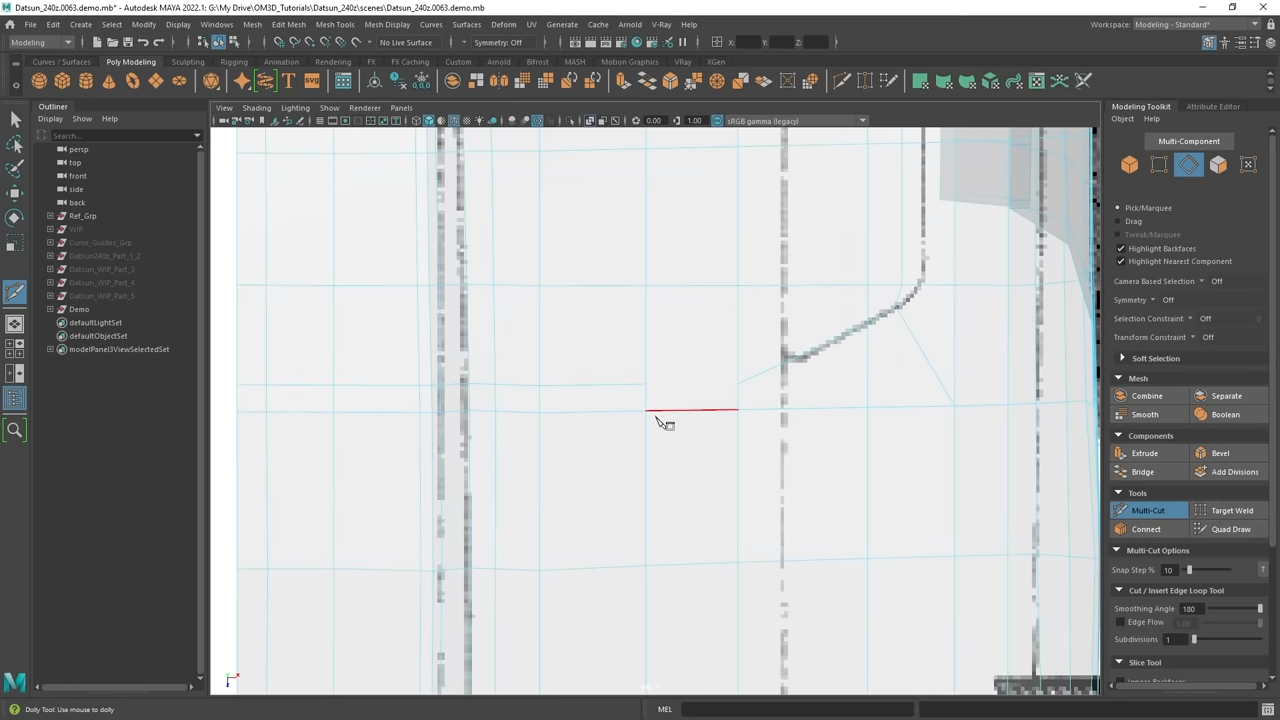 Datsun_240z.0063.demo.mb* - Autodesk MAYA 2022.1: G:\My Drive\OM3D_Tutorials\Datsun_240z\scenes\Datsun_240z.0063.demo.mb
File Edit Create Select Modify Display Windows Mesh Edit Mesh Mesh Tools Mesh Display Curves Surfaces Deform UV Generate Cache Arnold V-Ray Help
Workspace: Modeling - Standard*
Modeling No Live Surface Symmetry: Off X: Y: Z:
Curves / Surfaces Poly Modeling Sculpting Rigging Animation Rendering FX FX Caching Custom Arnold Bifrost MASH Motion Graphics VRay XGen
Outliner
Display Show Help
Search...
persp
top
front
side
back
Ref_Grp
WIP
Curve_Guides_Grp
Datsun240z_Part_1_2
Datsun_WIP_Part_3
Datsun_WIP_Part_4
Datsun_WIP_Part_5
Demo
defaultLightSet
defaultObjectSet
modelPanel3ViewSelectedSet
View Shading Lighting Show Renderer Panels
0.00 1.00 sRGB gamma (legacy)
Modeling Toolkit Attribute Editor
Object Help
Multi-Component
Pick/Marquee
Drag
Tweak/Marquee
Highlight Backfaces
Highlight Nearest Component
Camera Based Selection Off
Symmetry Off
Selection Constraint Off 0
Transform Constraint Off
Soft Selection
Mesh
Combine Separate
Smooth Boolean
Components
Extrude Bevel
Bridge Add Divisions
Tools
Multi-Cut Target Weld
Connect Quad Draw
Multi-Cut Options
Snap Step % 10 ?
Cut / Insert Edge Loop Tool
Smoothing Angle 180
Edge Flow 1.00
Subdivisions 1
Slice Tool
Ignore Backfaces
Dolly Tool: Use mouse to dolly
MEL